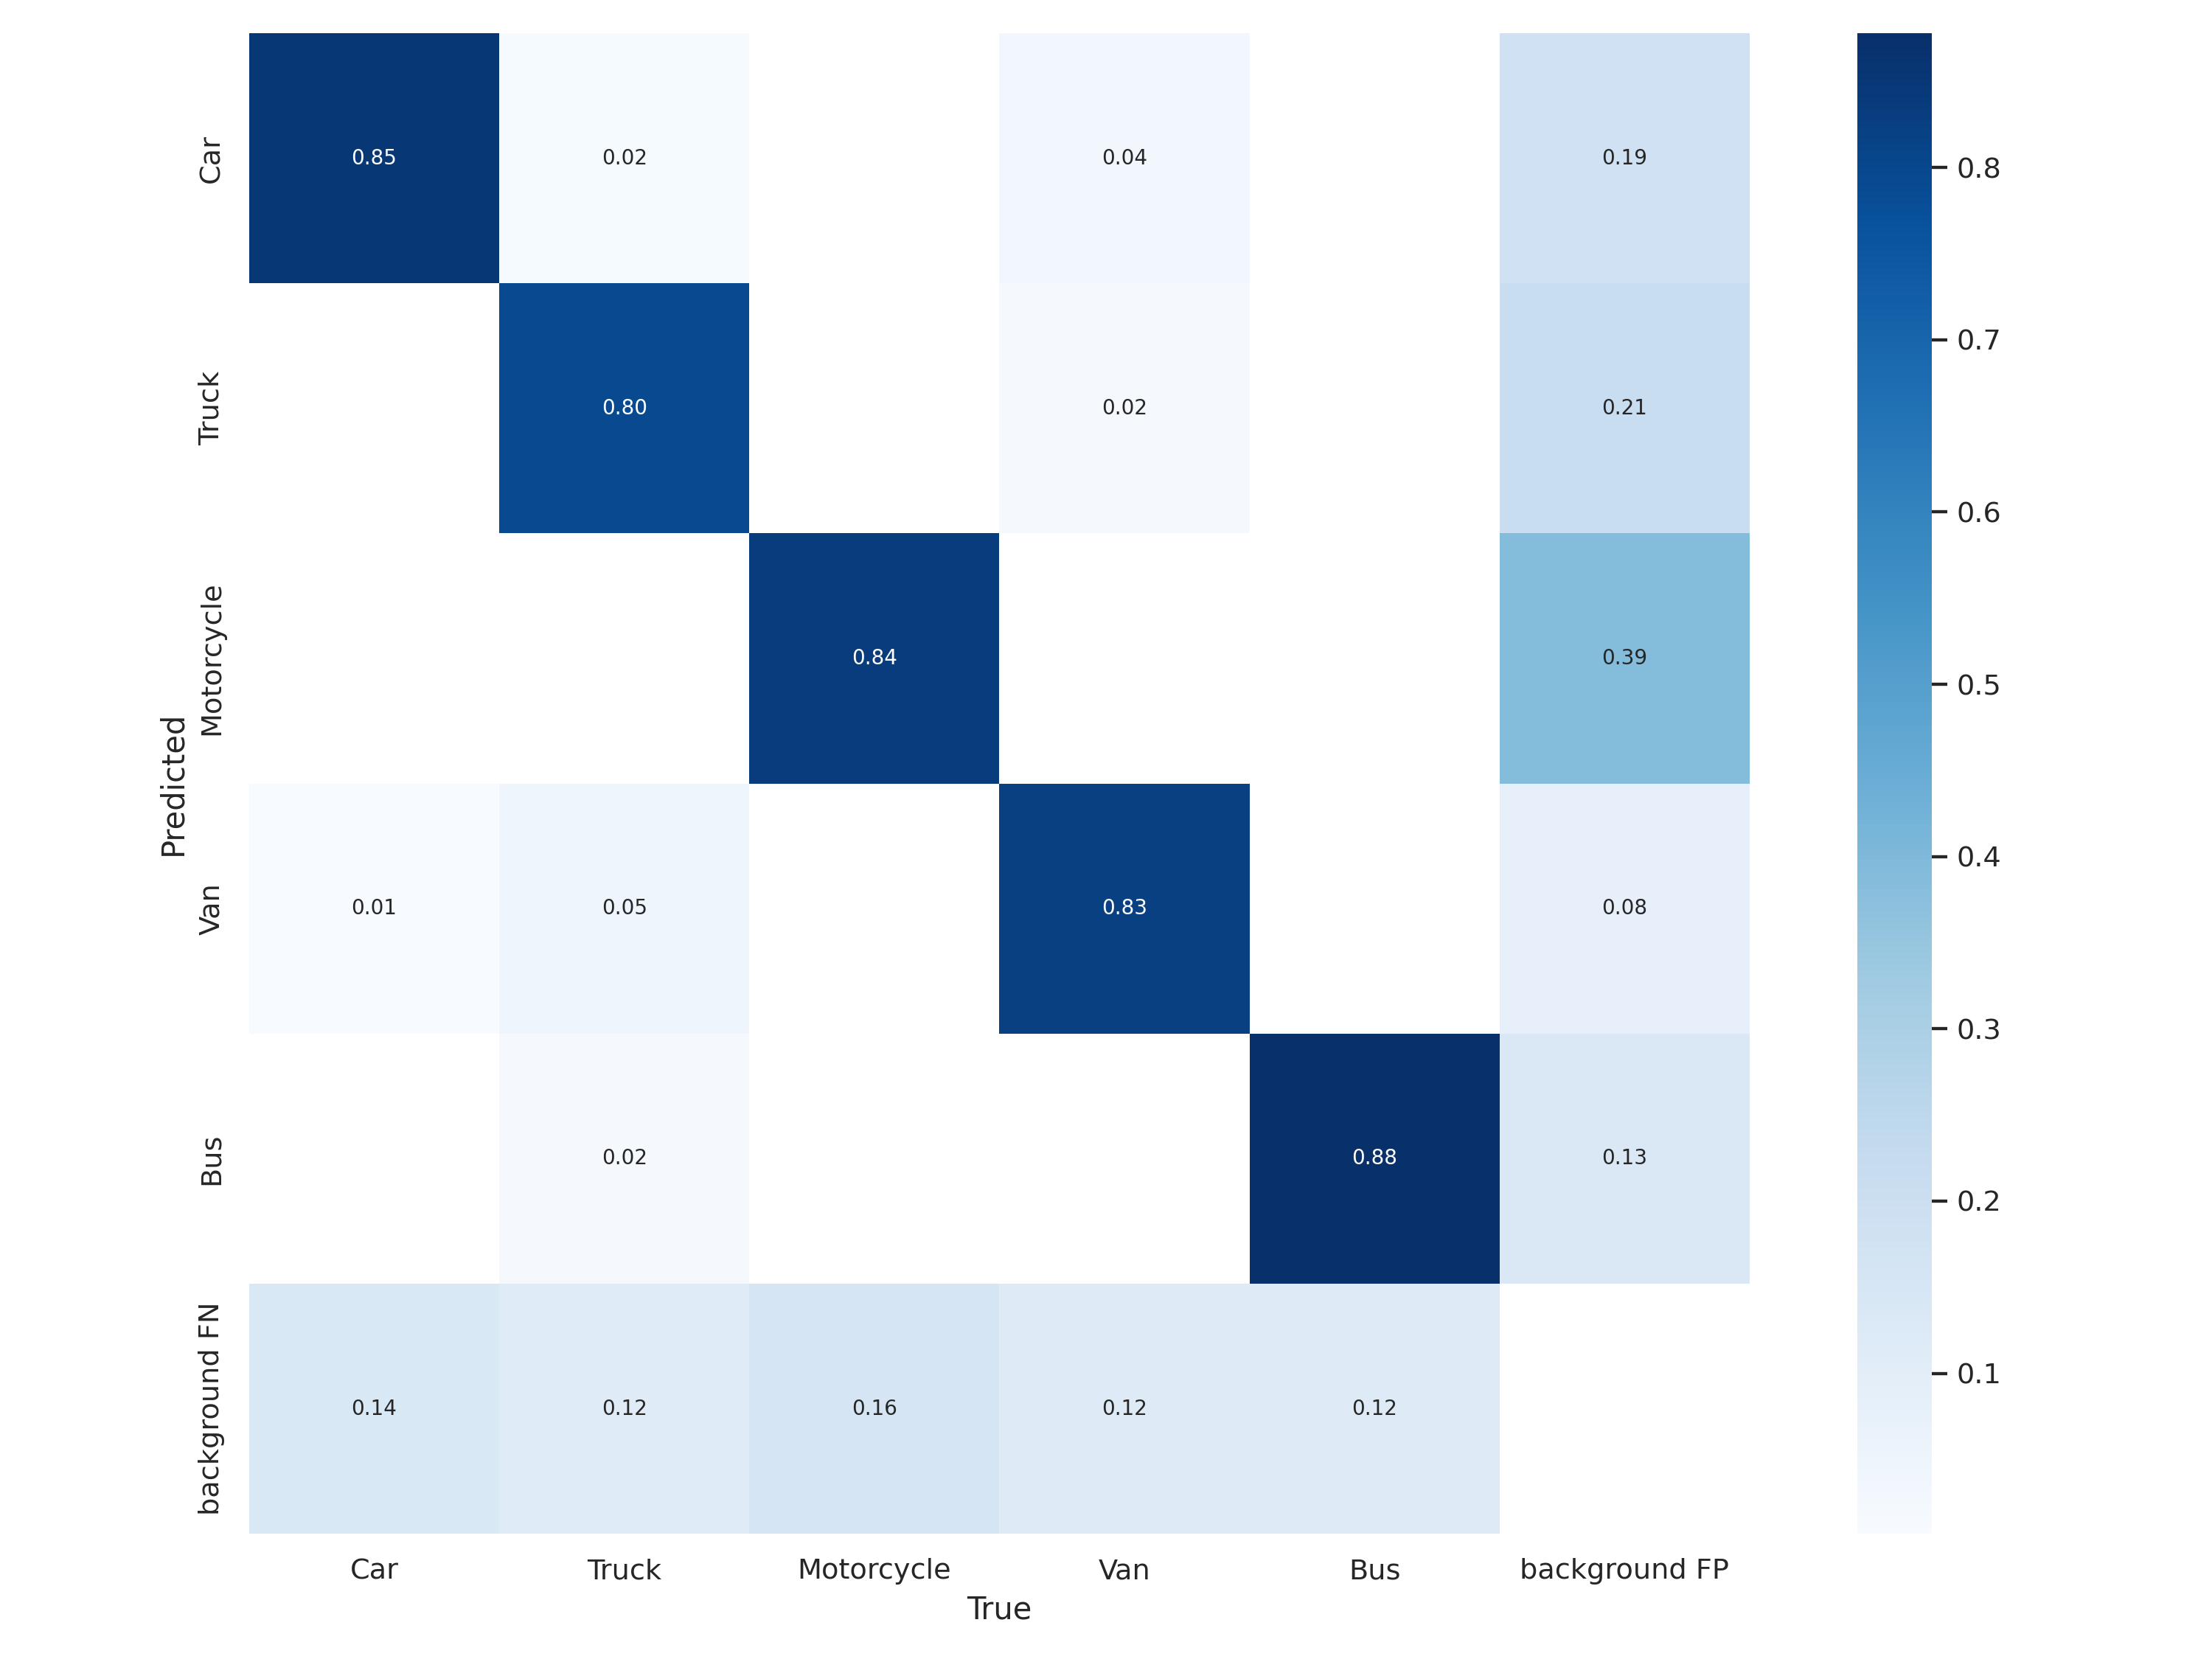 Predicted
Car 0.85 0.02 0.04 0.19
Truck 0.80 0.02 0.21
Motorcycle 0.84 0.39
Van 0.01 0.05 0.83 0.08
Bus 0.02 0.88 0.13
background FN 0.14 0.12 0.16 0.12 0.12
Car Truck Motorcycle Van Bus background FP
True
0.8
0.7
0.6
0.5
0.4
0.3
0.2
0.1